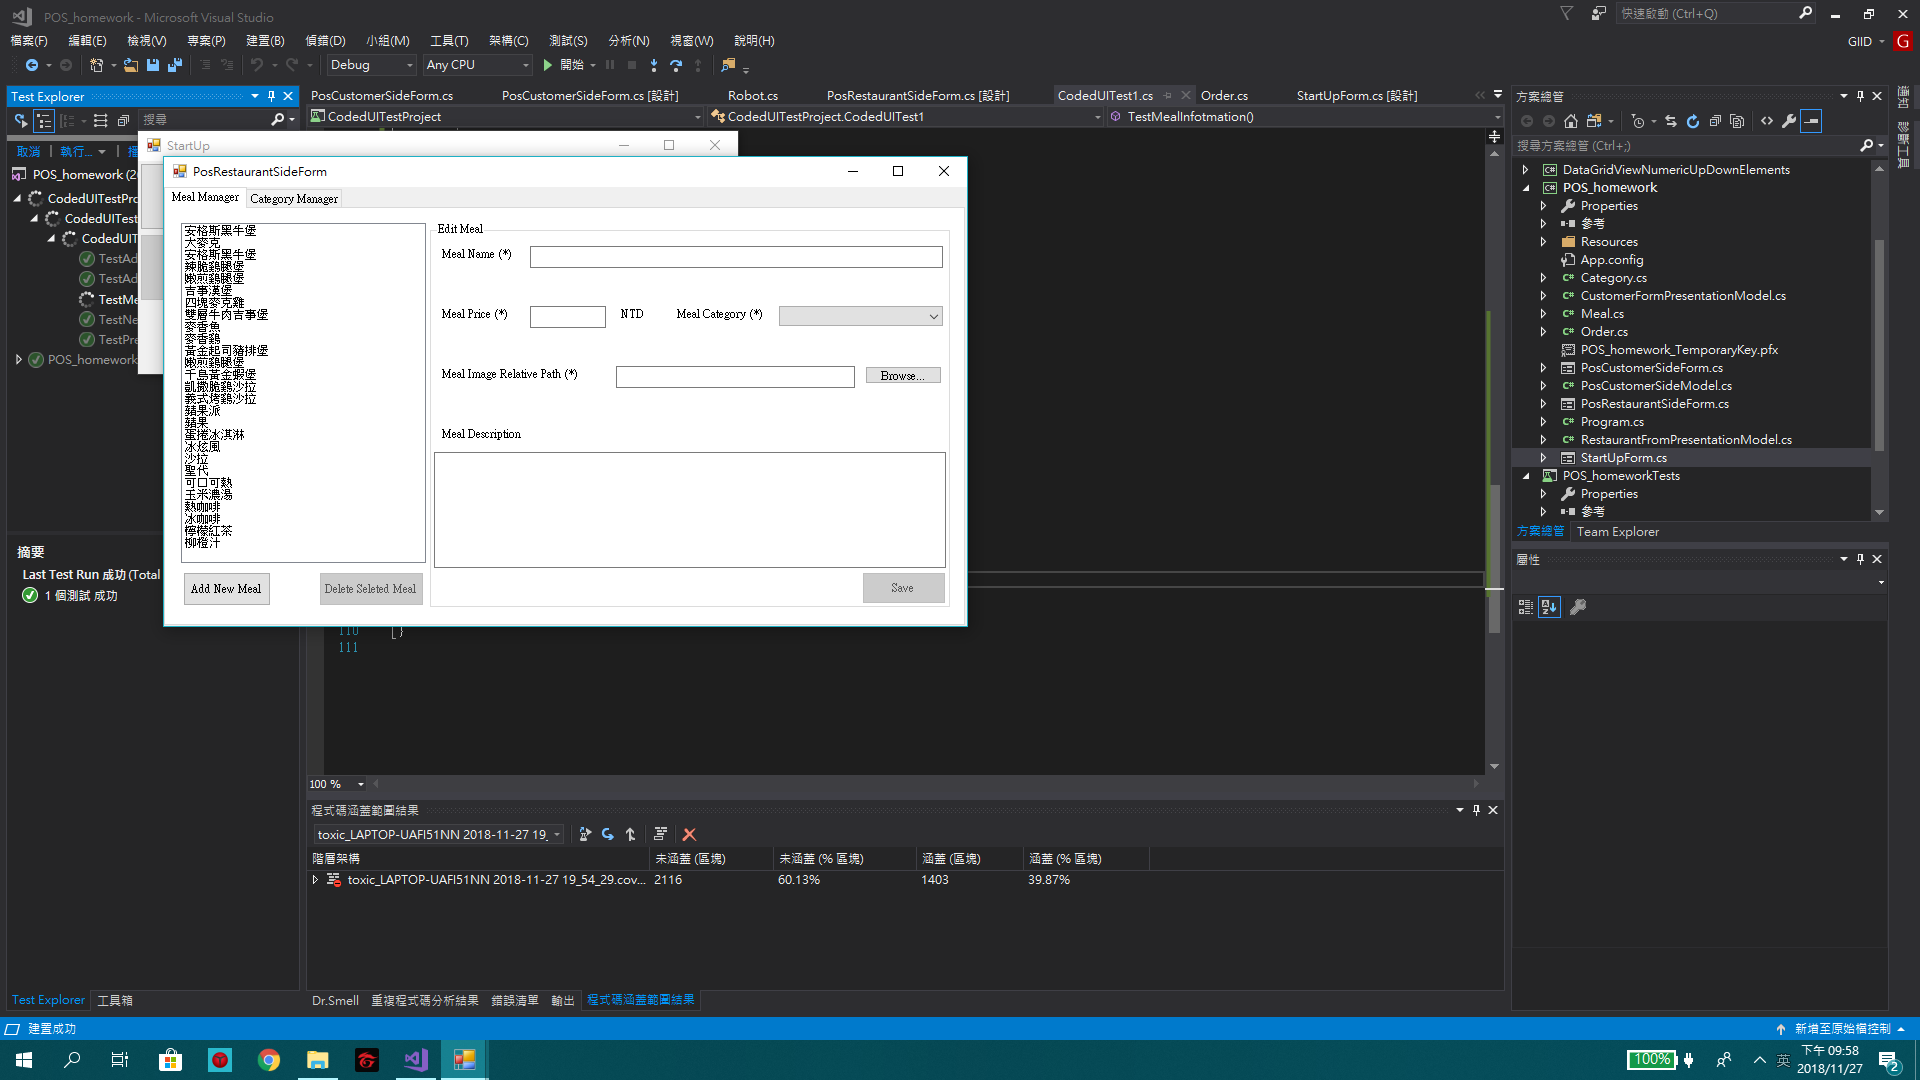 POS_homework - Microsoft Visual Studio
快速啟動 (Ctrl+Q)
檔案(F) 編輯(E) 檢視(V) 專案(P) 建置(B) 偵錯(D) 小組(M) 工具(T) 架構(C) 測試(S) 分析(N) 視窗(W) 說明(H)
GIID G
Debug Any CPU 開始
Test Explorer
PosCustomerSideForm.cs PosCustomerSideForm.cs [設計] Robot.cs PosRestaurantSideForm.cs [設計] CodedUITest1.cs Order.cs StartUpForm.cs [設計]
方案總管
通知
診斷工具
搜尋
CodedUITestProject CodedUITestProject.CodedUITest1 TestMealInfotmation()
取消 執行...
StartUp
搜尋方案總管 (Ctrl+;)
POS_homework (2
CodedUITestPro
CodedUITest
CodedUIT
TestAd
TestAd
TestMe
TestNe
TestPre
POS_homework
PosRestaurantSideForm
Meal Manager Category Manager
安格斯黑牛堡
大麥克
安格斯黑牛堡
辣脆雞腿堡
嫩煎雞腿堡
吉事漢堡
四塊麥克雞
雙層牛肉吉事堡
麥香魚
麥香雞
黃金起司豬排堡
嫩煎雞腿堡
千島黃金蝦堡
凱撒脆雞沙拉
義式烤雞沙拉
蘋果派
蘋果
蛋捲冰淇淋
冰炫風
沙拉
聖代
可口可熱
玉米濃湯
熱咖啡
冰咖啡
檸檬紅茶
柳橙汁
Add New Meal Delete Seleted Meal
Edit Meal
Meal Name (*)
Meal Price (*) NTD Meal Category (*)
Meal Image Relative Path (*) Browse...
Meal Description
Save
DataGridViewNumericUpDownElements
POS_homework
Properties
參考
Resources
App.config
Category.cs
CustomerFormPresentationModel.cs
Meal.cs
Order.cs
POS_homework_TemporaryKey.pfx
PosCustomerSideForm.cs
PosCustomerSideModel.cs
PosRestaurantSideForm.cs
Program.cs
RestaurantFromPresentationModel.cs
StartUpForm.cs
POS_homeworkTests
Properties
參考
方案總管 Team Explorer
屬性
摘要
Last Test Run 成功 (Total
1 個測試 成功
110 }
111
100 %
程式碼涵蓋範圍結果
toxic_LAPTOP-UAFI51NN 2018-11-27 19_
階層架構 未涵蓋 (區塊) 未涵蓋 (% 區塊) 涵蓋 (區塊) 涵蓋 (% 區塊)
toxic_LAPTOP-UAFI51NN 2018-11-27 19_54_29.cov... 2116 60.13% 1403 39.87%
Test Explorer 工具箱
Dr.Smell 重複程式碼分析結果 錯誤清單 輸出 程式碼涵蓋範圍結果
建置成功
新增至原始檔控制
100%
英
下午 09:58
2018/11/27
2